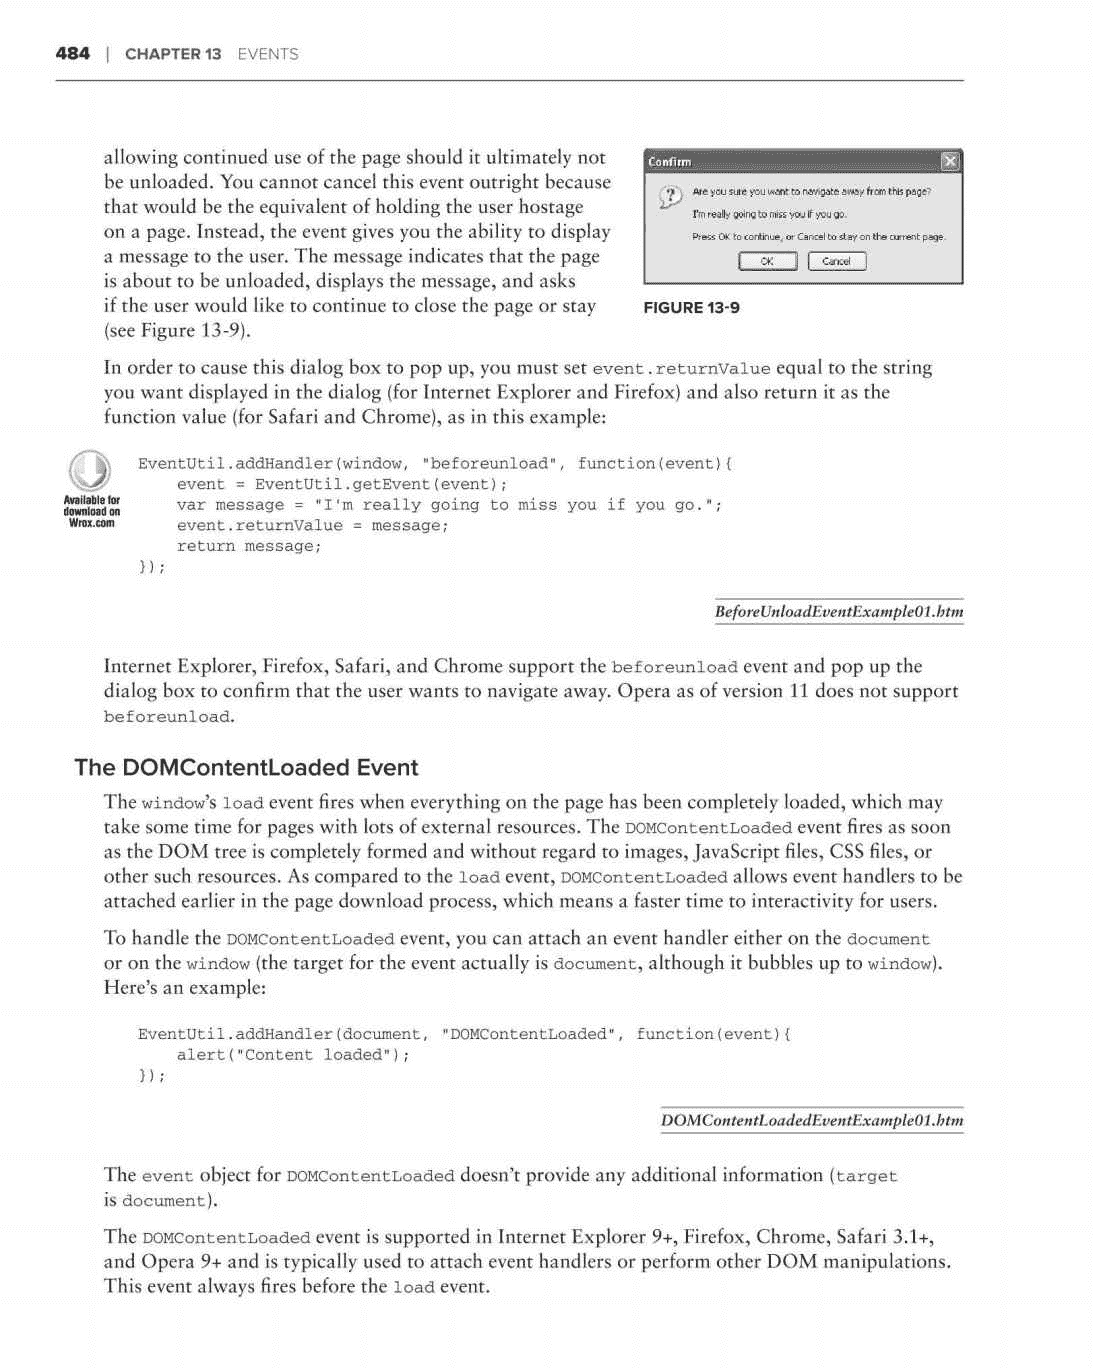 484 | CHAPTER 13 EVENTS
allowing continued use of the page should it ultimately not
be unloaded. You cannot cancel this event outright because
that would be the equivalent of holding the user hostage
on a page. Instead, the event gives you the ability to display
a message to the user. The message indicates that the page
is about to be unloaded, displays the message, and asks
if the user would like to continue to close the page or stay
(see Figure 13-9).
Confirm
Are you sure you want to navigate away from this page?
I'm really going to miss you if you go.
Press OK to continue, or Cancel to stay on the current page.
OK Cancel
FIGURE 13-9
In order to cause this dialog box to pop up, you must set event.returnValue equal to the string
you want displayed in the dialog (for Internet Explorer and Firefox) and also return it as the
function value (for Safari and Chrome), as in this example:
Available for
download on
Wrox.com
EventUtil.addHandler(window, "beforeunload", function(event){
event = EventUtil.getEvent(event);
var message = "I'm really going to miss you if you go.";
event.returnValue = message;
return message;
});
BeforeUnloadEventExample01.htm
Internet Explorer, Firefox, Safari, and Chrome support the beforeunload event and pop up the
dialog box to confirm that the user wants to navigate away. Opera as of version 11 does not support
beforeunload.
The DOMContentLoaded Event
The window's load event fires when everything on the page has been completely loaded, which may
take some time for pages with lots of external resources. The DOMContentLoaded event fires as soon
as the DOM tree is completely formed and without regard to images, JavaScript files, CSS files, or
other such resources. As compared to the load event, DOMContentLoaded allows event handlers to be
attached earlier in the page download process, which means a faster time to interactivity for users.
To handle the DOMContentLoaded event, you can attach an event handler either on the document
or on the window (the target for the event actually is document, although it bubbles up to window).
Here's an example:
EventUtil.addHandler(document, "DOMContentLoaded", function(event){
alert("Content loaded");
});
DOMContentLoadedEventExample01.htm
The event object for DOMContentLoaded doesn't provide any additional information (target
is document).
The DOMContentLoaded event is supported in Internet Explorer 9+, Firefox, Chrome, Safari 3.1+,
and Opera 9+ and is typically used to attach event handlers or perform other DOM manipulations.
This event always fires before the load event.